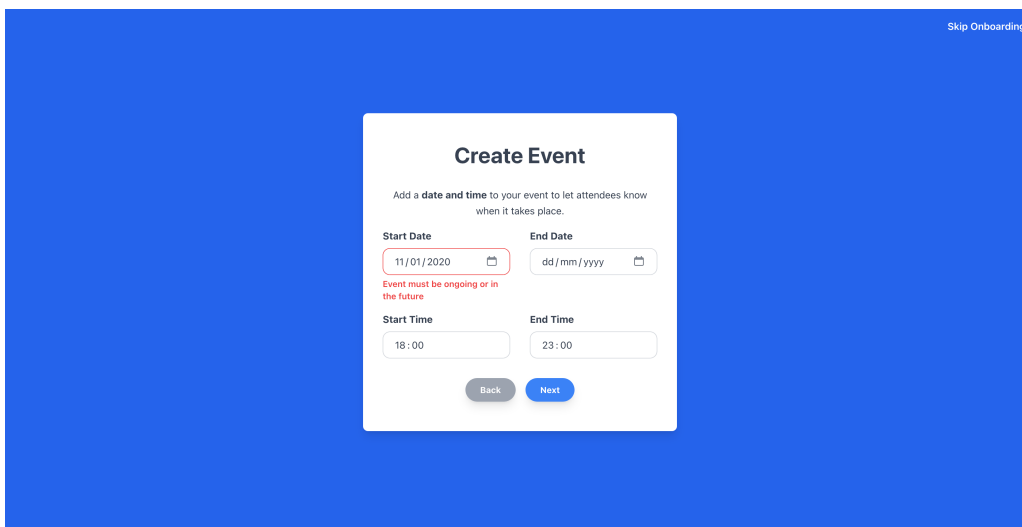 Skip Onboarding
Create Event
Add a date and time to your event to let attendees know
when it takes place.
Start Date
End Date
11/01/2020
dd/mm/yyyy
Event must be ongoing or in
the future
Start Time
End Time
18:00
23:00
Back
Next